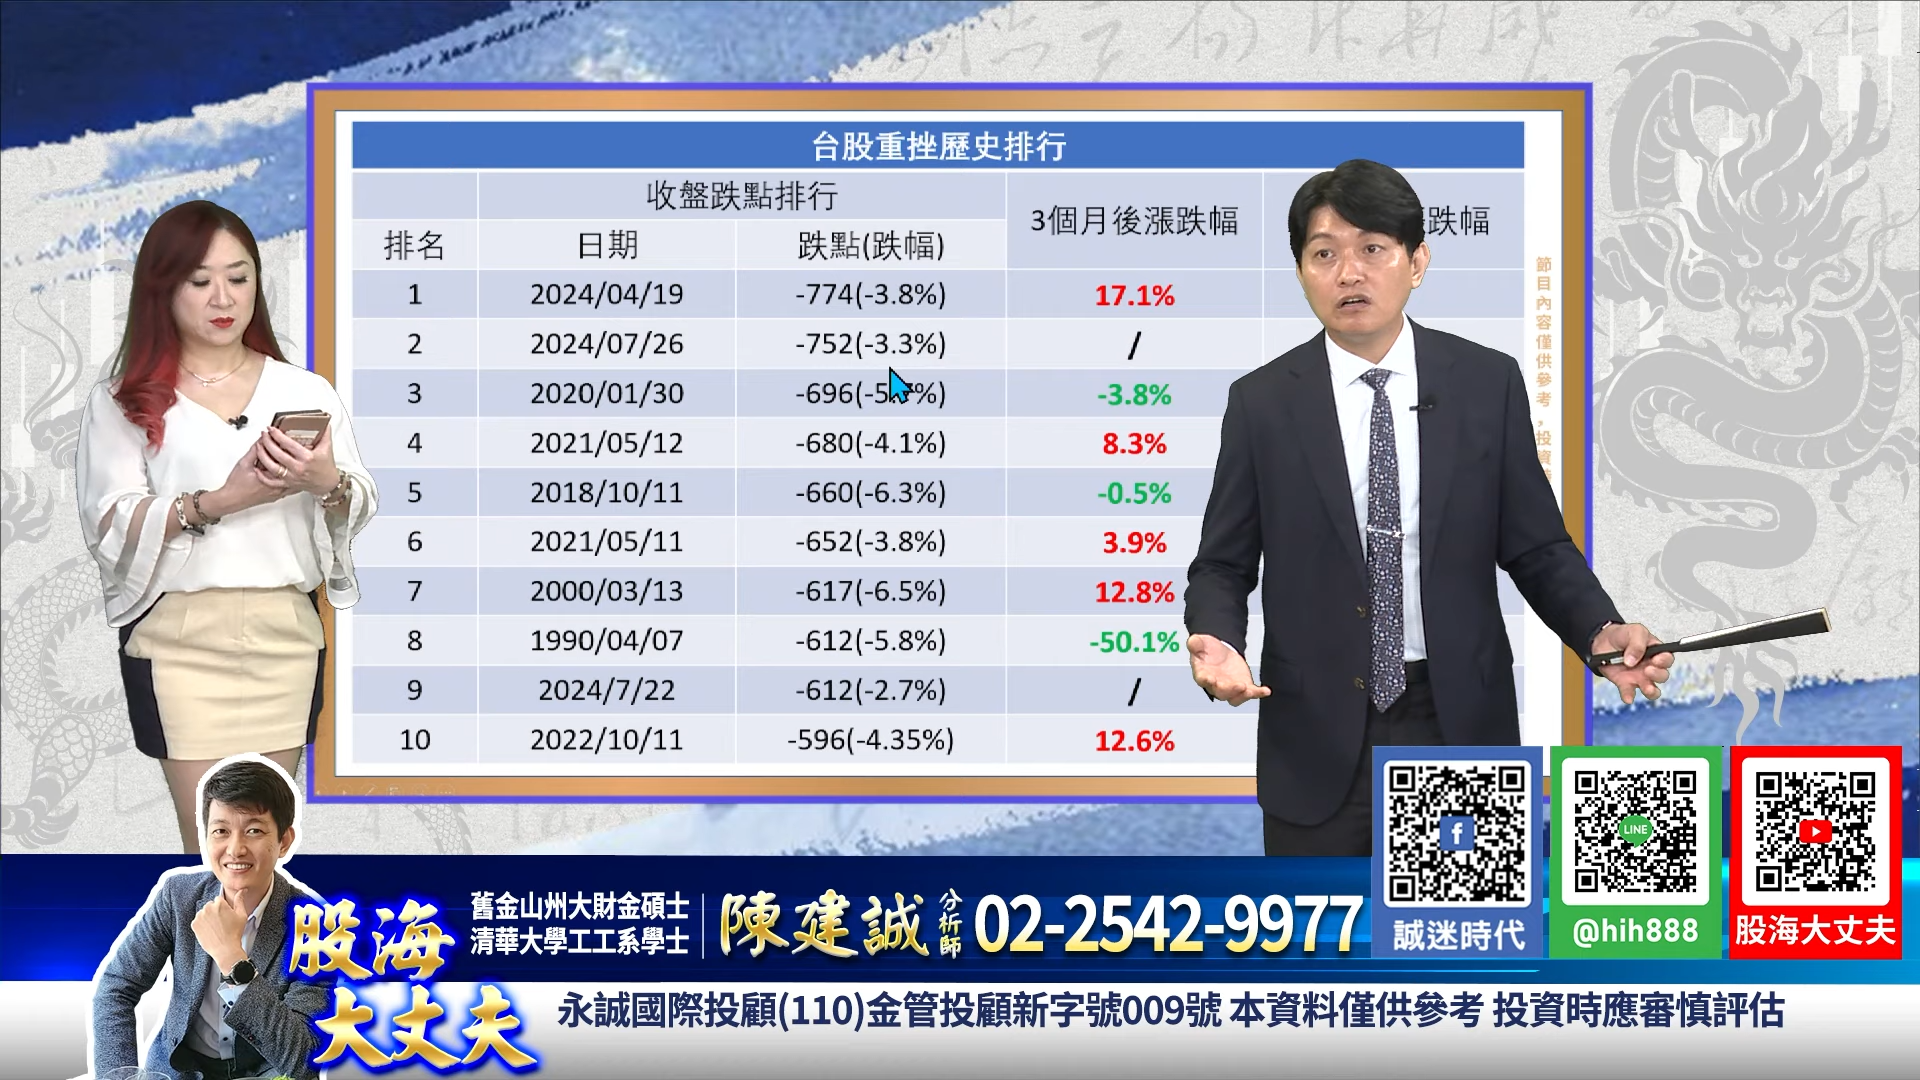 台股重挫歷史排行
收盤跌點排行
3個月後漲跌幅
跌幅
排名 日期 跌點(跌幅)
1 2024/04/19 -774(-3.8%) 17.1%
2 2024/07/26 -752(-3.3%) /
3 2020/01/30 -696(-5. %) -3.8%
4 2021/05/12 -680(-4.1%) 8.3%
5 2018/10/11 -660(-6.3%) -0.5%
6 2021/05/11 -652(-3.8%) 3.9%
7 2000/03/13 -617(-6.5%) 12.8%
8 1990/04/07 -612(-5.8%) -50.1%
9 2024/7/22 -612(-2.7%) /
10 2022/10/11 -596(-4.35%) 12.6%
節目內容僅供參考，投資
股海大丈夫
舊金山州大財金碩士
清華大學工工系學士
陳建誠 分析師 02-2542-9977
誠迷時代
LINE
@hih888
股海大丈夫
永誠國際投顧(110)金管投顧新字號009號 本資料僅供參考 投資時應審慎評估